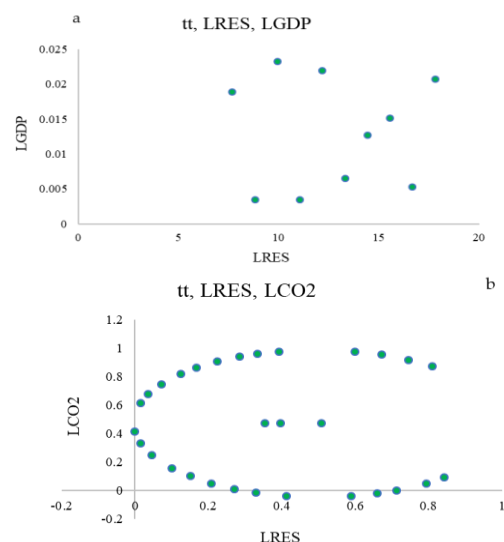 a
tt, LRES, LGDP
0.025
0.02
0.015
0.01
0.005
0
LGDP
0 5 10 15 20
LRES
b
tt, LRES, LCO2
1.2
1
0.8
0.6
0.4
0.2
0
-0.2
LCO2
-0.2 0 0.2 0.4 0.6 0.8 1
LRES